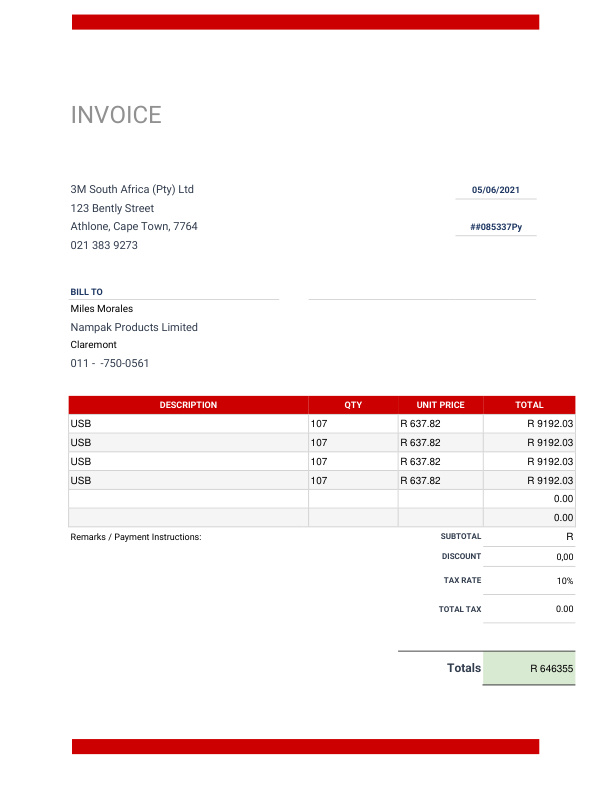 INVOICE
3M South Africa (Pty) Ltd
05/06/2021
123 Bently Street
Athlone, Cape Town, 7764
##085337Py
021 383 9273
BILL TO
Miles Morales
Nampak Products Limited
Claremont
011 -  -750-0561
DESCRIPTION QTY UNIT PRICE TOTAL
USB 107 R 637.82 R 9192.03
USB 107 R 637.82 R 9192.03
USB 107 R 637.82 R 9192.03
USB 107 R 637.82 R 9192.03
0.00
0.00
Remarks / Payment Instructions: SUBTOTAL R
DISCOUNT 0,00
TAX RATE 10%
TOTAL TAX 0.00
Totals R 646355